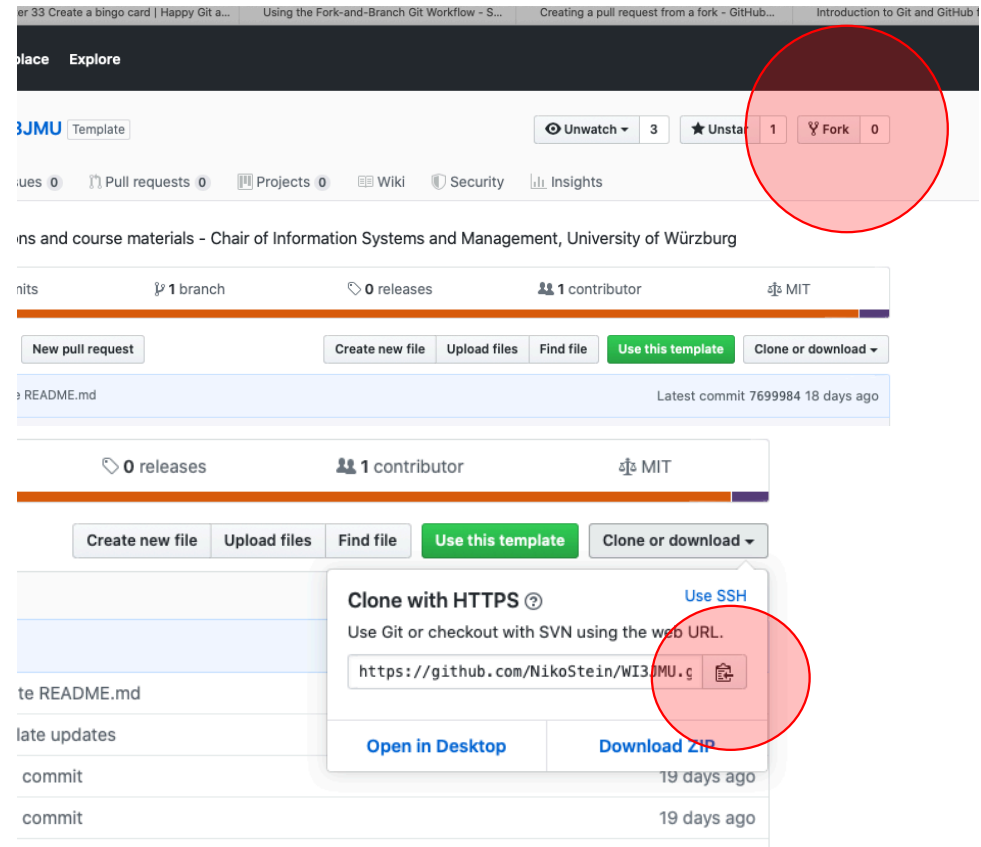 er 33 Create a bingo card | Happy Git a... Using the Fork-and-Branch Git Workflow - S... Creating a pull request from a fork - GitHub... Introduction to Git and GitHub f
place Explore
3JMU Template Unwatch 3 Unstar 1 Fork 0
sues 0 Pull requests 0 Projects 0 Wiki Security Insights
ons and course materials - Chair of Information Systems and Management, University of Würzburg
mits 1 branch 0 releases 1 contributor MIT
New pull request Create new file Upload files Find file Use this template Clone or download
e README.md Latest commit 7699984 18 days ago
0 releases 1 contributor MIT
Create new file Upload files Find file Use this template Clone or download
Clone with HTTPS ? Use SSH
Use Git or checkout with SVN using the web URL.
https://github.com/NikoStein/WI3JMU.g
te README.md
late updates
Open in Desktop Download ZIP
commit 19 days ago
commit 19 days ago